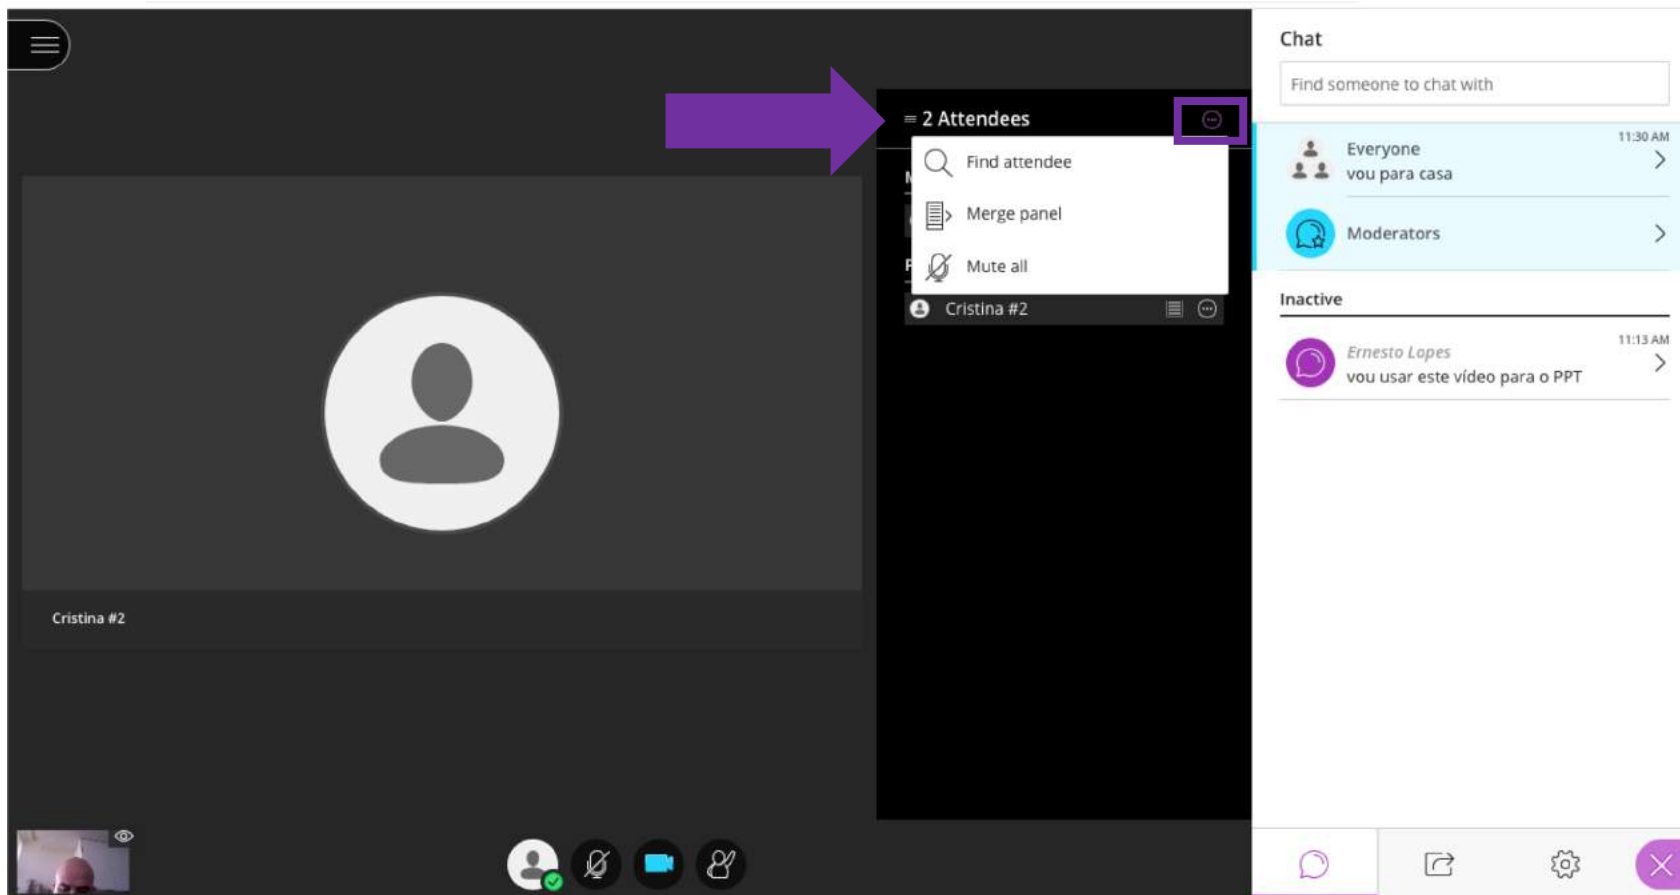 2 Attendees
Find attendee
Merge panel
Mute all
Cristina #2
Cristina #2
Chat
Find someone to chat with
Everyone
11:30 AM
vou para casa
Moderators
Inactive
Ernesto Lopes
11:13 AM
vou usar este vídeo para o PPT